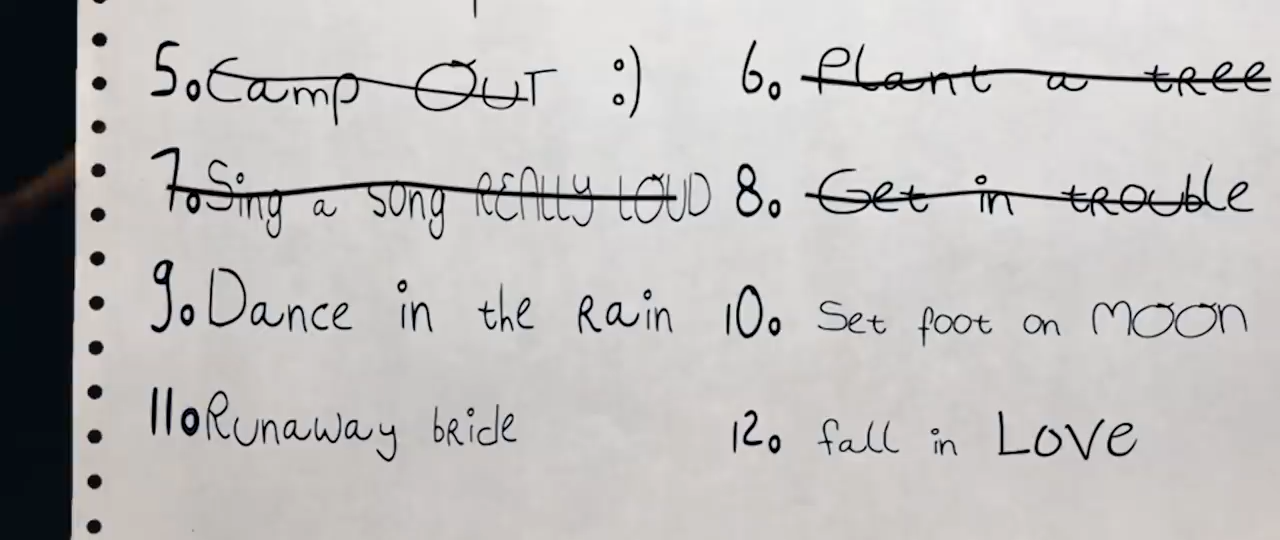 5. Camp OUT :) 6. Plant a tREE
7. Sing a song REALLY LOUD 8. Get in tROUble
9. Dance in the Rain 10. Set foot on MOON
11. Runaway bRide 12. fall in LOVE